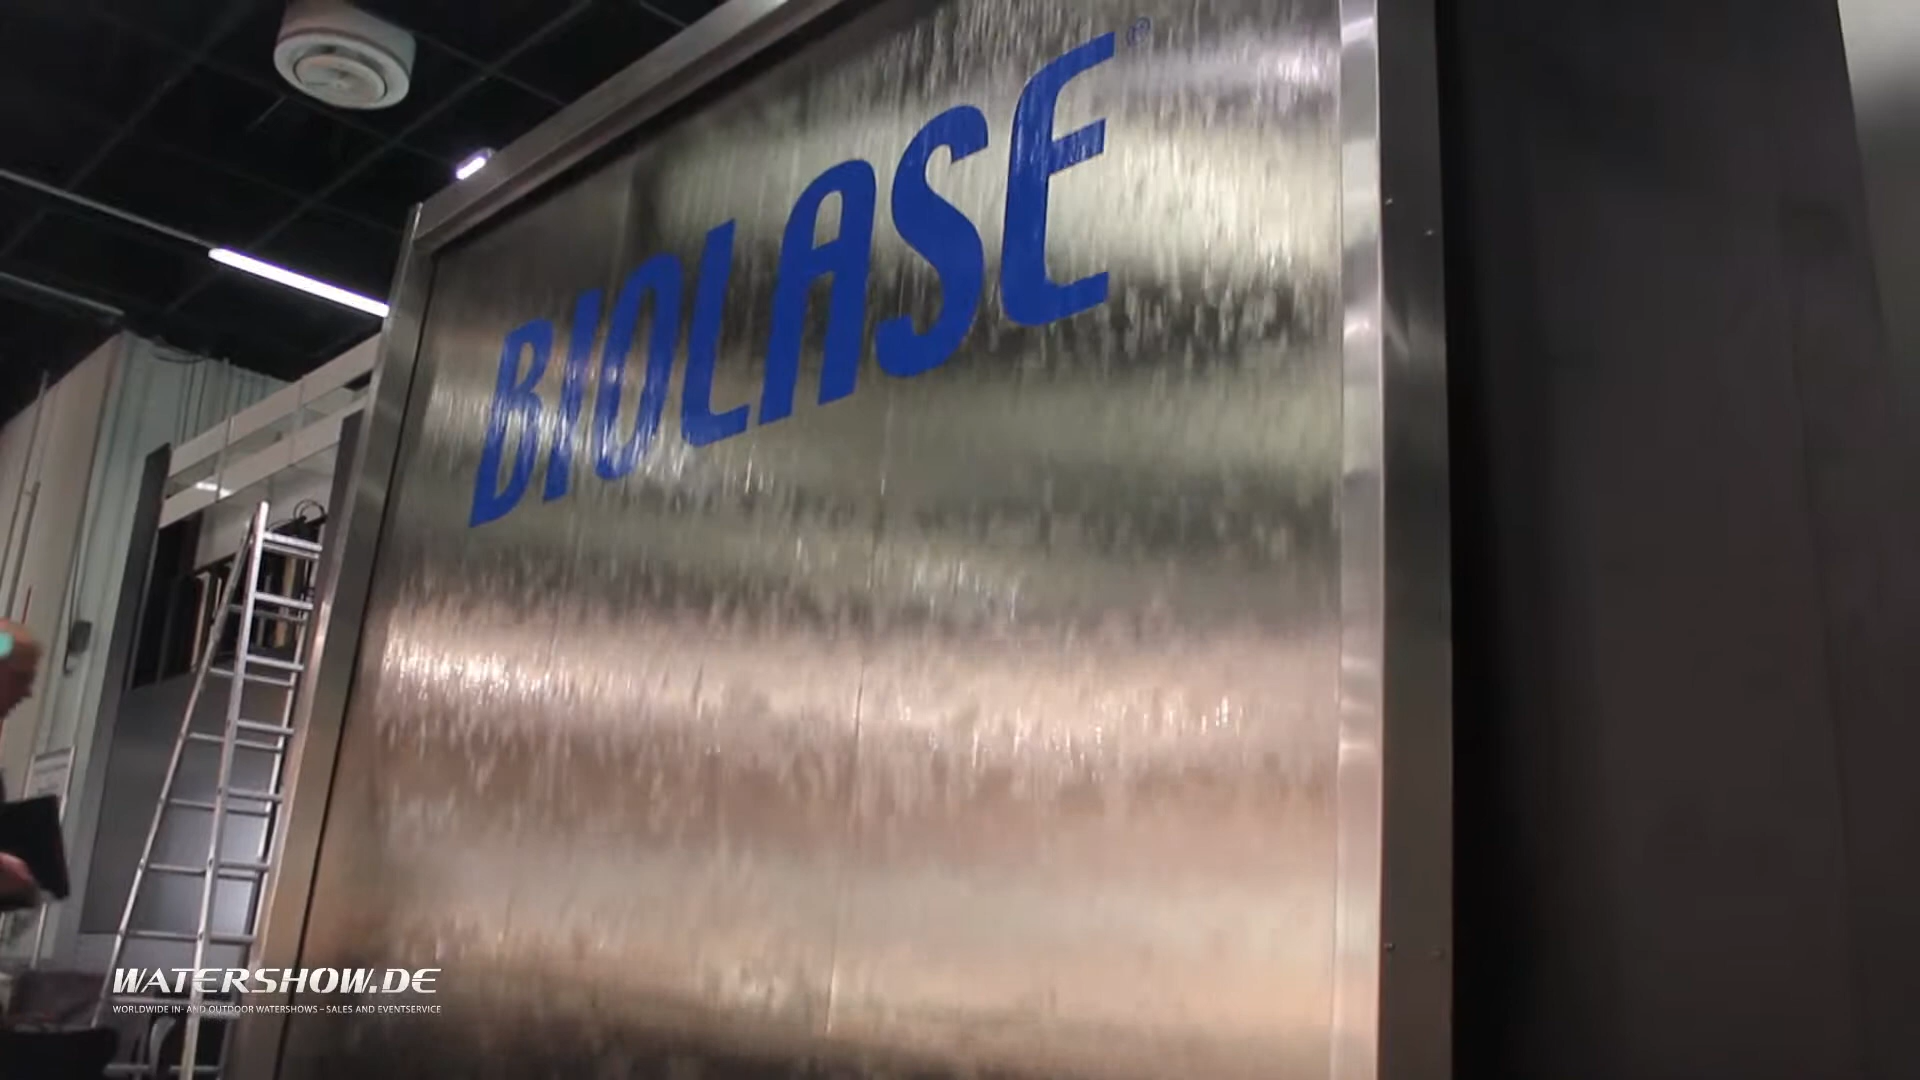 BIOLASE®
WATERSHOW.DE
WORLDWIDE IN- AND OUTDOOR WATERSHOWS – SALES AND EVENTSERVICE